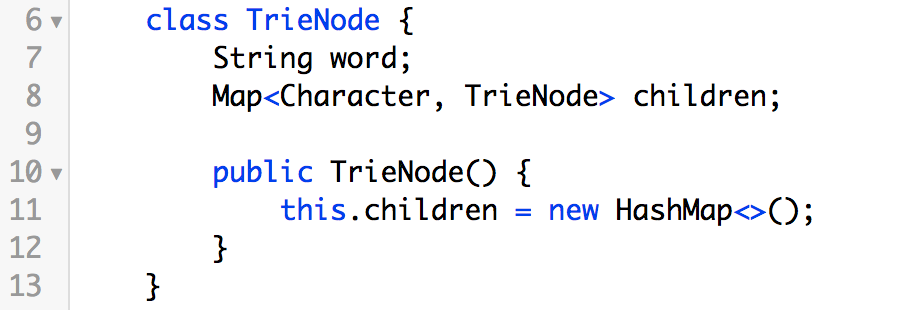 6 ▾ class TrieNode {
7 String word;
8 Map<Character, TrieNode> children;
9
10 ▾ public TrieNode() {
11 this.children = new HashMap<>();
12 }
13 }